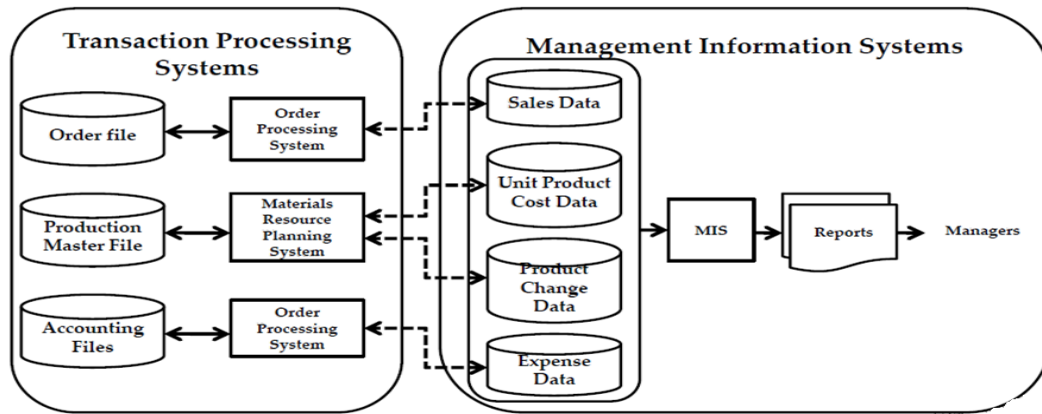 Transaction Processing
Systems
Management Information Systems
Order file
Order
Processing
System
Sales Data
Production
Master File
Materials
Resource
Planning
System
Unit Product
Cost Data
Product
Change
Data
Accounting
Files
Order
Processing
System
Expense
Data
MIS
Reports
Managers